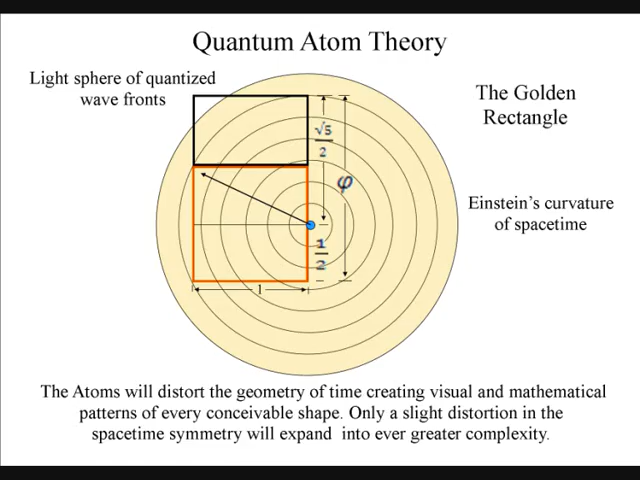 Quantum Atom Theory
Light sphere of quantized
wave fronts
The Golden
Rectangle
√5
2
φ
Einstein's curvature
of spacetime
1
2
1
The Atoms will distort the geometry of time creating visual and mathematical
patterns of every conceivable shape. Only a slight distortion in the
spacetime symmetry will expand into ever greater complexity.